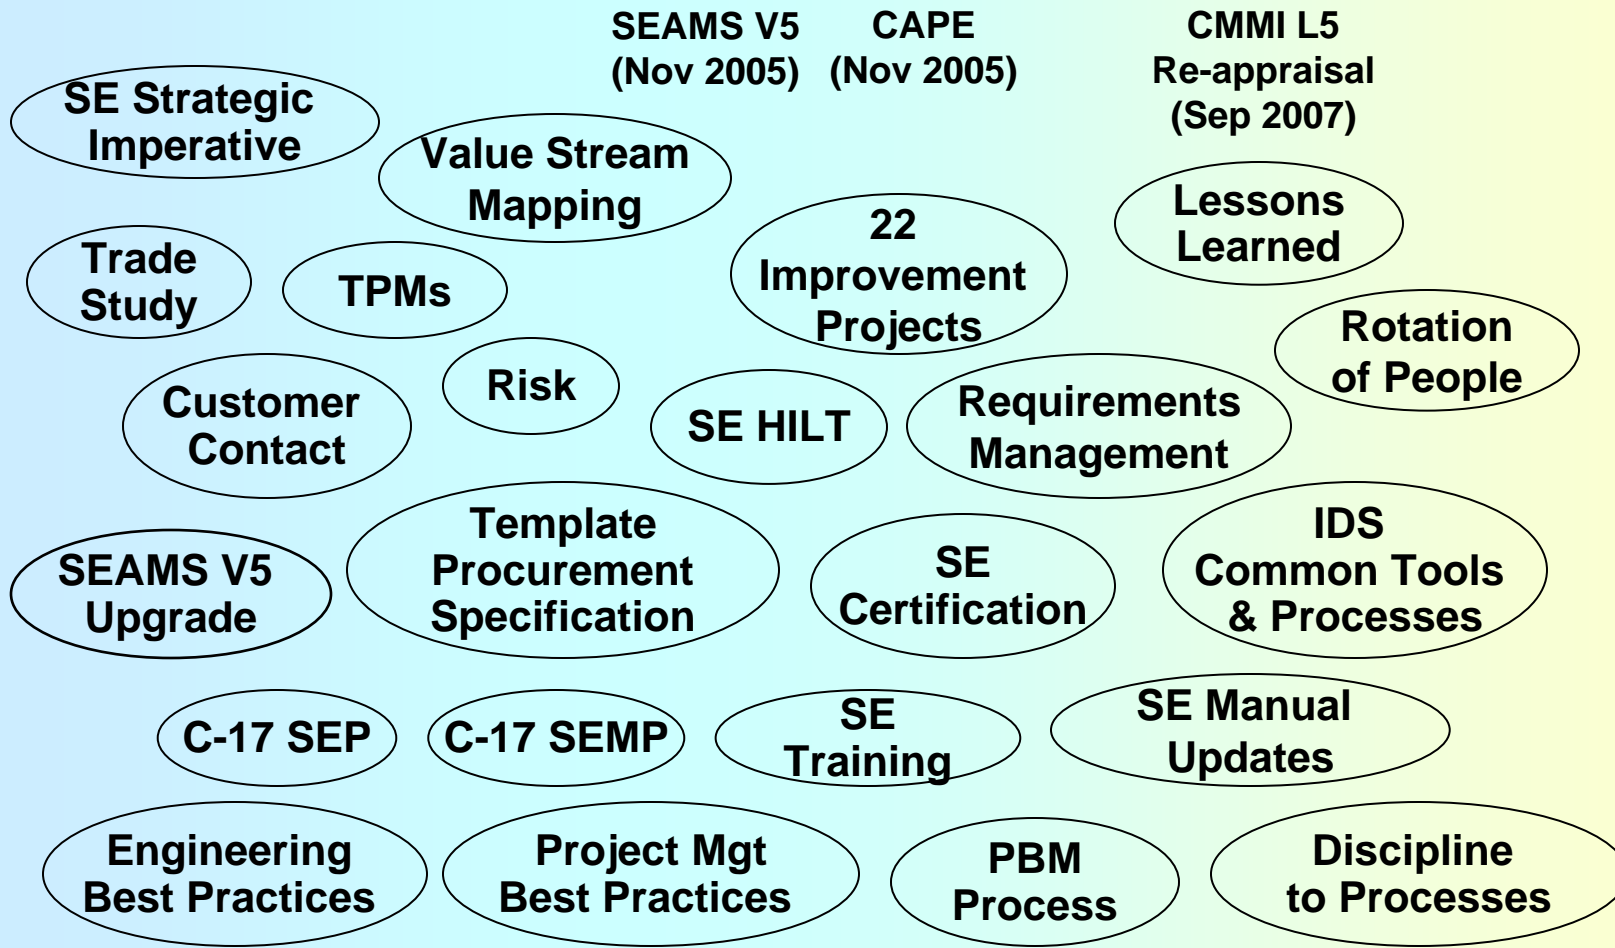 SEAMS V5
(Nov 2005)
CAPE
(Nov 2005)
CMMI L5
Re-appraisal
(Sep 2007)
SE Strategic
Imperative
Value Stream
Mapping
22
Improvement
Projects
Lessons
Learned
Trade
Study
TPMs
Rotation
of People
Customer
Contact
Risk
SE HILT
Requirements
Management
SEAMS V5
Upgrade
Template
Procurement
Specification
SE
Certification
IDS
Common Tools
& Processes
C-17 SEP
C-17 SEMP
SE
Training
SE Manual
Updates
Engineering
Best Practices
Project Mgt
Best Practices
PBM
Process
Discipline
to Processes